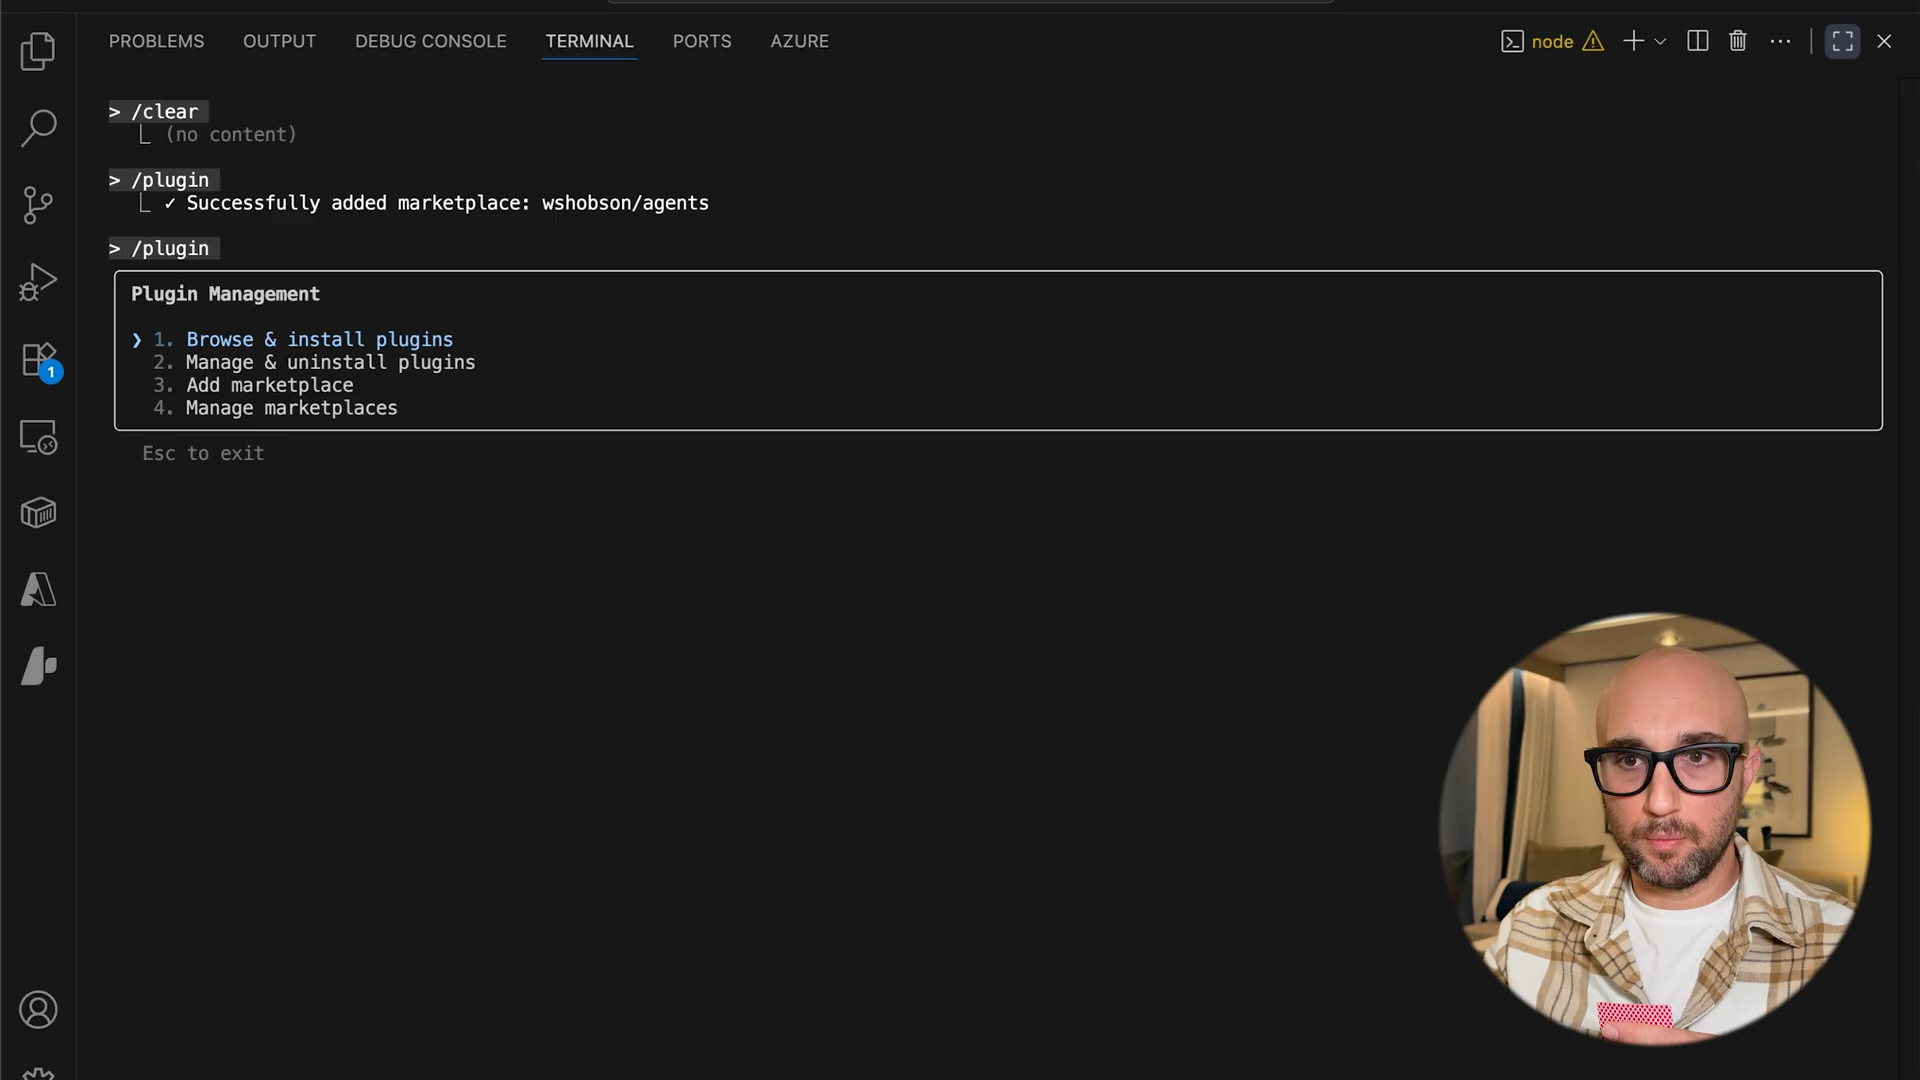 PROBLEMS OUTPUT DEBUG CONSOLE TERMINAL PORTS AZURE node
> /clear
(no content)
> /plugin
✓ Successfully added marketplace: wshobson/agents
> /plugin
Plugin Management
❯ 1. Browse & install plugins
2. Manage & uninstall plugins
3. Add marketplace
4. Manage marketplaces
Esc to exit
1